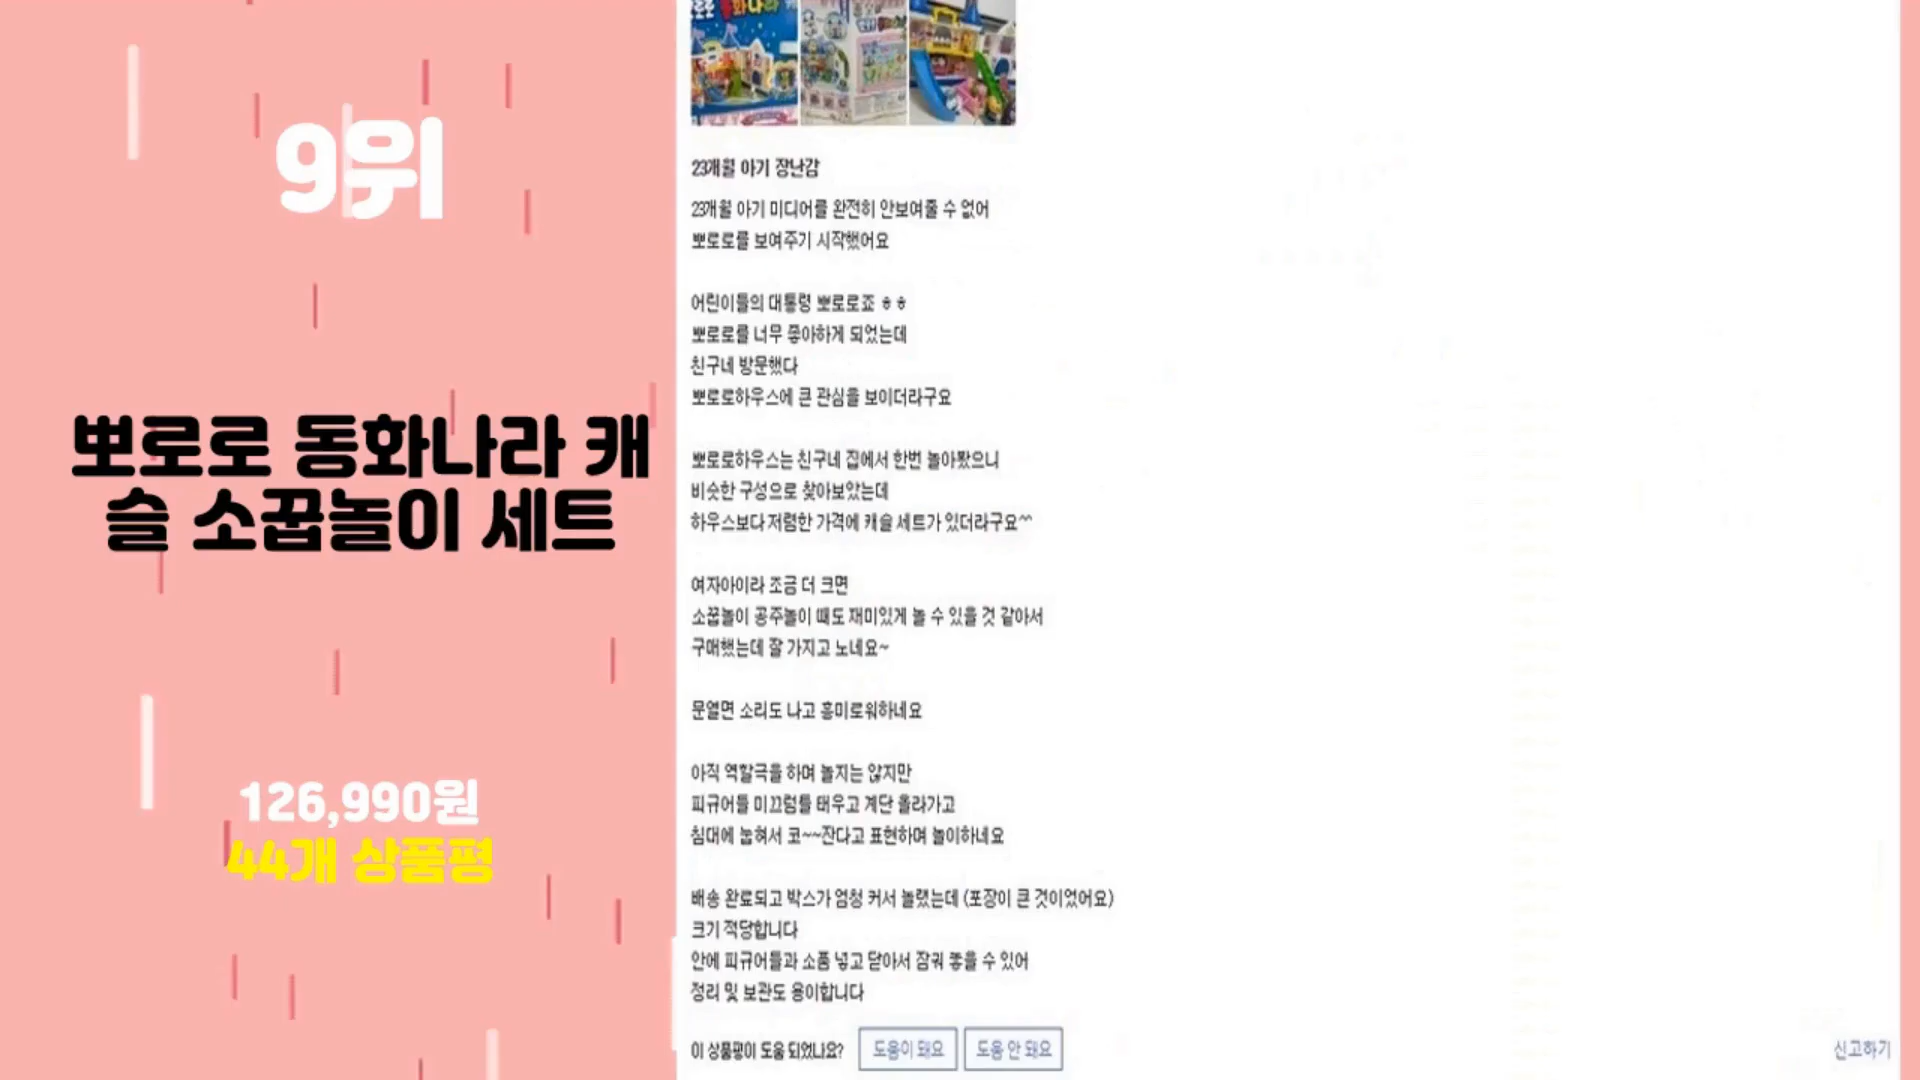 9위
뽀로로 동화나라 캐
슬 소꿉놀이 세트
126,990원
44개 상품평
동화나라
23개월 아기 장난감
23개월 아기 미디어를 완전히 안보여줄 수 없어
뽀로로를 보여주기 시작했어요
어린이들의 대통령 뽀로로죠 ㅎㅎ
뽀로로를 너무 좋아하게 되었는데
친구네 방문했다
뽀로로하우스에 큰 관심을 보이더라구요
뽀로로하우스는 친구네 집에서 한번 놀아봤으니
비슷한 구성으로 찾아보았는데
하우스보다 저렴한 가격에 캐슬 세트가 있더라구요^^
여자아이라 조금 더 크면
소꿉놀이 공주놀이 때도 재미있게 놀 수 있을 것 같아서
구매했는데 잘 가지고 노네요~
문열면 소리도 나고 흥미로워하네요
아직 역할극을 하며 놀지는 않지만
피규어들 미끄럼틀 태우고 계단 올라가고
침대에 눕혀서 코~~잔다고 표현하며 놀이하네요
배송 완료되고 박스가 엄청 커서 놀랬는데 (포장이 큰 것이었어요)
크기 적당합니다
안에 피규어들과 소품 넣고 닫아서 잠궈 놓을 수 있어
정리 및 보관도 용이합니다
이 상품평이 도움 되었나요?
도움이 돼요
도움 안 돼요
신고하기